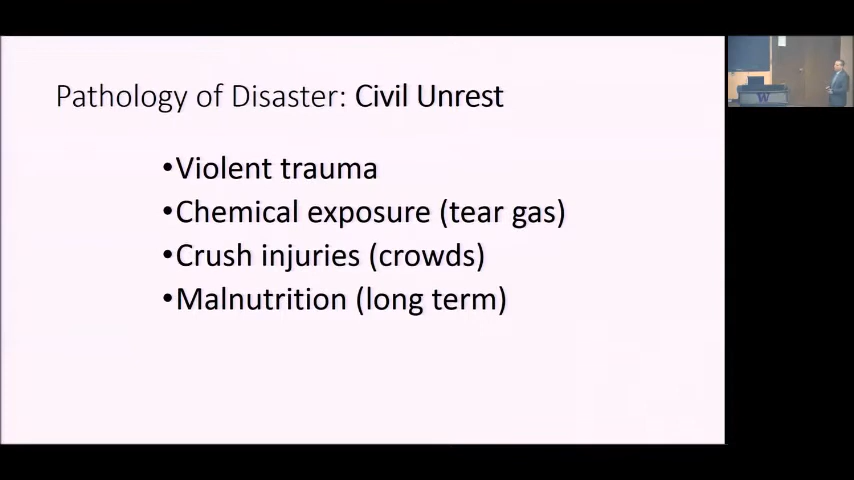 Pathology of Disaster: Civil Unrest
•Violent trauma
•Chemical exposure (tear gas)
•Crush injuries (crowds)
•Malnutrition (long term)
W